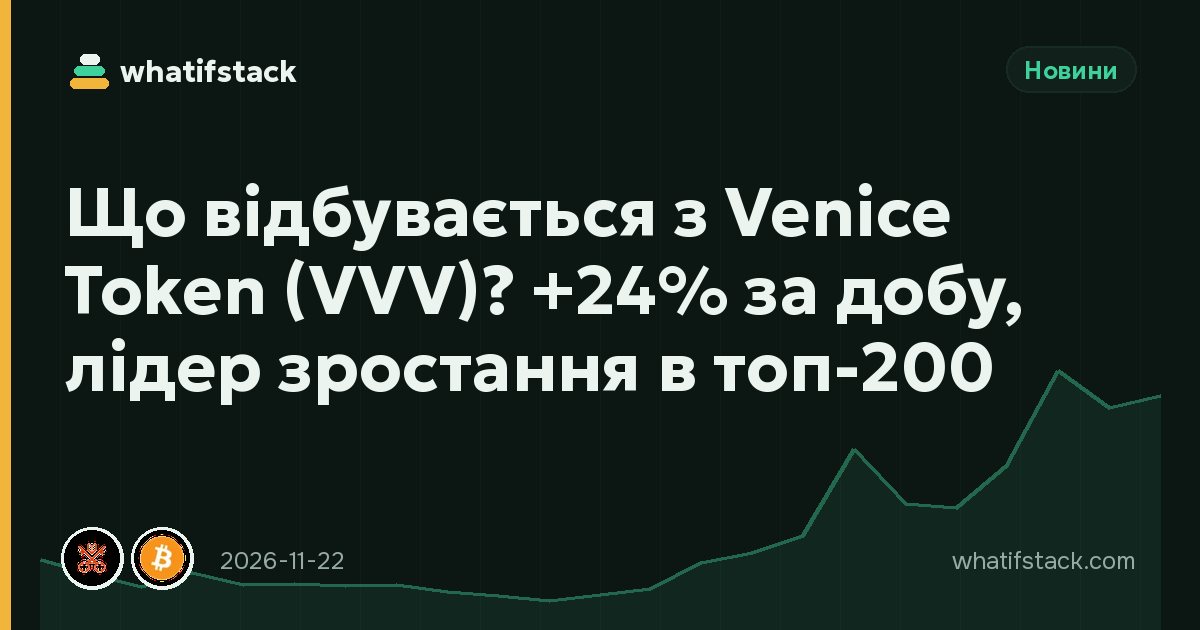 whatifstack
Новини
Що відбувається з Venice
Token (VVV)? +24% за добу,
лідер зростання в топ-200
2026-11-22
whatifstack.com